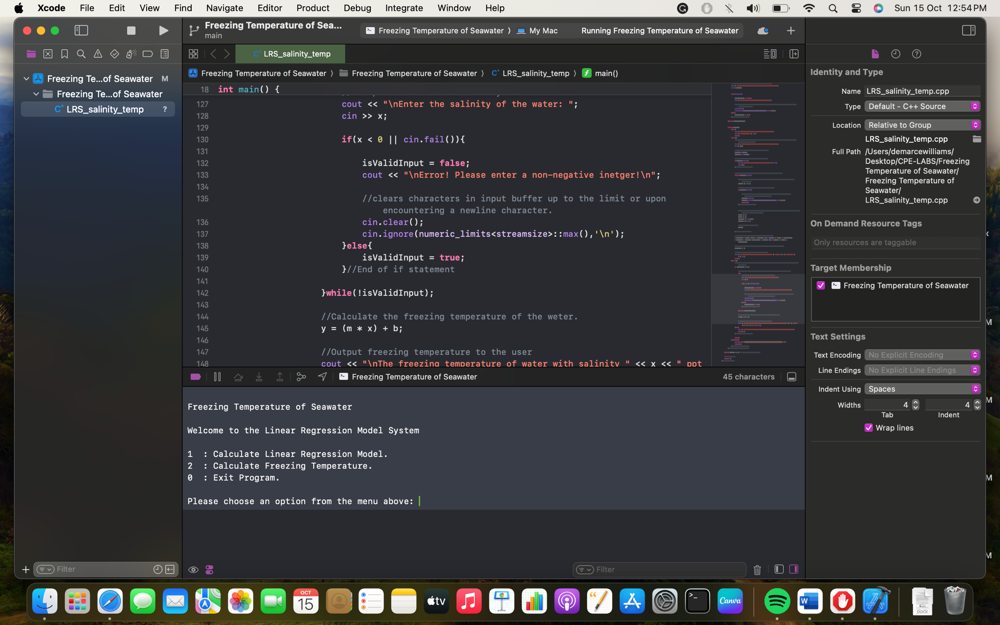 Xcode File Edit View Find Navigate Editor Product Debug Integrate Window Help Sun 15 Oct 12:54 PM
Freezing Temperature of Sea...
main
Freezing Temperature of Seawater 〉 My Mac
Running Freezing Temperature of Seawater
Freezing Te...of Seawater M
Freezing Te...of Seawater
C+ LRS_salinity_temp ?
Filter
C+ LRS_salinity_temp
Freezing Temperature of Seawater 〉 Freezing Temperature of Seawater 〉 C+ LRS_salinity_temp 〉 f main()
18 int main() {
127 cout << "\nEnter the salinity of the water: ";
128 cin >> x;
129
130 if(x < 0 || cin.fail()){
131
132 isValidInput = false;
133 cout << "\nError! Please enter a non-negative inetger!\n";
134
135 //clears characters in input buffer up to the limit or upon
encountering a newline character.
136 cin.clear();
137 cin.ignore(numeric_limits<streamsize>::max(),'\n');
138 }else{
139 isValidInput = true;
140 }//End of if statement
141
142 }while(!isValidInput);
143
144 //Calculate the freezing temperature of the weter.
145 y = (m * x) + b;
146
147 //Output freezing temperature to the user
148 cout << "\nThe freezing temperature of water with salinity " << x << " ppt
Freezing Temperature of Seawater
45 characters
Freezing Temperature of Seawater
Welcome to the Linear Regression Model System
1 : Calculate Linear Regression Model.
2 : Calculate Freezing Temperature.
0 : Exit Program.
Please choose an option from the menu above:
Filter
Identity and Type
Name LRS_salinity_temp.cpp
Type Default - C++ Source
Location Relative to Group
LRS_salinity_temp.cpp
Full Path /Users/demarcewilliams/
Desktop/CPE-LABS/Freezing
Temperature of Seawater/
Freezing Temperature of
Seawater/
LRS_salinity_temp.cpp
On Demand Resource Tags
Only resources are taggable
Target Membership
Freezing Temperature of Seawater
Text Settings
Text Encoding No Explicit Encoding
Line Endings No Explicit Line Endings
Indent Using Spaces
Widths 4 4
Tab Indent
Wrap lines
x
M
M
M
M
OCT
15
tv
Canva
W
DOCX